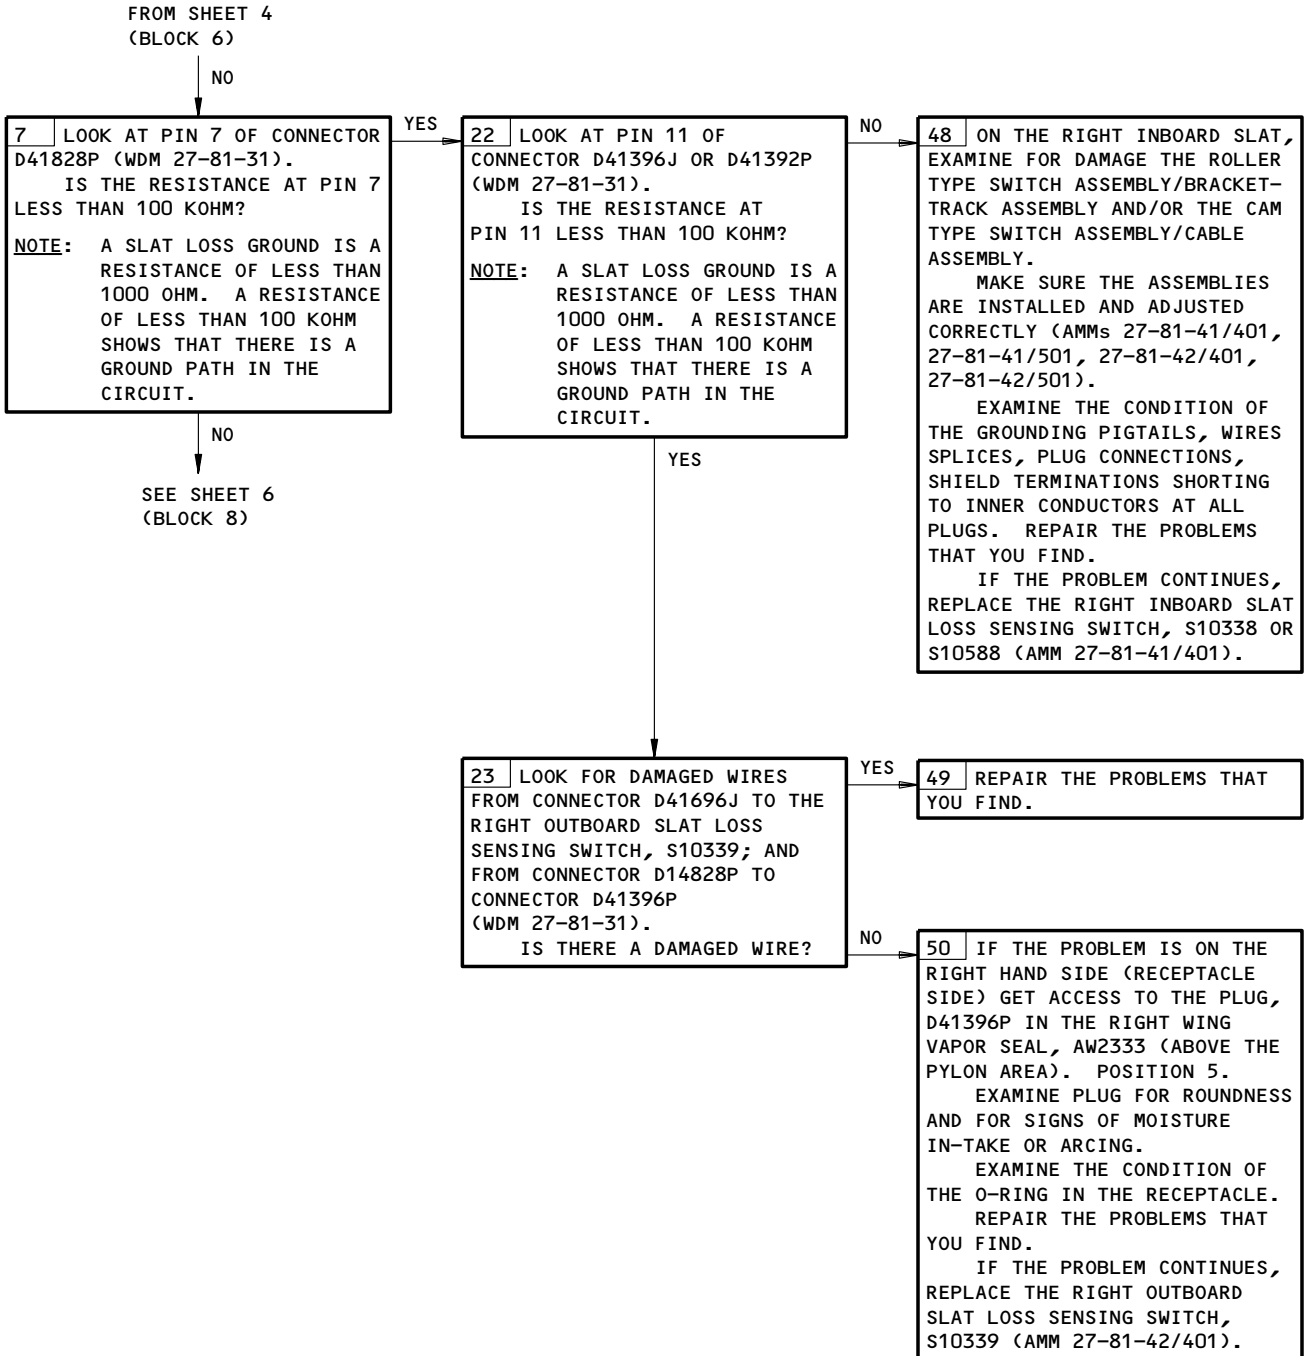 FROM SHEET 4
(BLOCK 6)
NO
7 LOOK AT PIN 7 OF CONNECTOR
D41828P (WDM 27-81-31).
IS THE RESISTANCE AT PIN 7
LESS THAN 100 KOHM?
NOTE: A SLAT LOSS GROUND IS A
RESISTANCE OF LESS THAN
1000 OHM. A RESISTANCE
OF LESS THAN 100 KOHM
SHOWS THAT THERE IS A
GROUND PATH IN THE
CIRCUIT.
NO
SEE SHEET 6
(BLOCK 8)
YES
22 LOOK AT PIN 11 OF
CONNECTOR D41396J OR D41392P
(WDM 27-81-31).
IS THE RESISTANCE AT
PIN 11 LESS THAN 100 KOHM?
NOTE: A SLAT LOSS GROUND IS A
RESISTANCE OF LESS THAN
1000 OHM. A RESISTANCE
OF LESS THAN 100 KOHM
SHOWS THAT THERE IS A
GROUND PATH IN THE
CIRCUIT.
NO
48 ON THE RIGHT INBOARD SLAT,
EXAMINE FOR DAMAGE THE ROLLER
TYPE SWITCH ASSEMBLY/BRACKET-
TRACK ASSEMBLY AND/OR THE CAM
TYPE SWITCH ASSEMBLY/CABLE
ASSEMBLY.
MAKE SURE THE ASSEMBLIES
ARE INSTALLED AND ADJUSTED
CORRECTLY (AMMs 27-81-41/401,
27-81-41/501, 27-81-42/401,
27-81-42/501).
EXAMINE THE CONDITION OF
THE GROUNDING PIGTAILS, WIRES
SPLICES, PLUG CONNECTIONS,
SHIELD TERMINATIONS SHORTING
TO INNER CONDUCTORS AT ALL
PLUGS. REPAIR THE PROBLEMS
THAT YOU FIND.
IF THE PROBLEM CONTINUES,
REPLACE THE RIGHT INBOARD SLAT
LOSS SENSING SWITCH, S10338 OR
S10588 (AMM 27-81-41/401).
YES
23 LOOK FOR DAMAGED WIRES
FROM CONNECTOR D41696J TO THE
RIGHT OUTBOARD SLAT LOSS
SENSING SWITCH, S10339; AND
FROM CONNECTOR D14828P TO
CONNECTOR D41396P
(WDM 27-81-31).
IS THERE A DAMAGED WIRE?
YES
49 REPAIR THE PROBLEMS THAT
YOU FIND.
NO
50 IF THE PROBLEM IS ON THE
RIGHT HAND SIDE (RECEPTACLE
SIDE) GET ACCESS TO THE PLUG,
D41396P IN THE RIGHT WING
VAPOR SEAL, AW2333 (ABOVE THE
PYLON AREA). POSITION 5.
EXAMINE PLUG FOR ROUNDNESS
AND FOR SIGNS OF MOISTURE
IN-TAKE OR ARCING.
EXAMINE THE CONDITION OF
THE O-RING IN THE RECEPTACLE.
REPAIR THE PROBLEMS THAT
YOU FIND.
IF THE PROBLEM CONTINUES,
REPLACE THE RIGHT OUTBOARD
SLAT LOSS SENSING SWITCH,
S10339 (AMM 27-81-42/401).